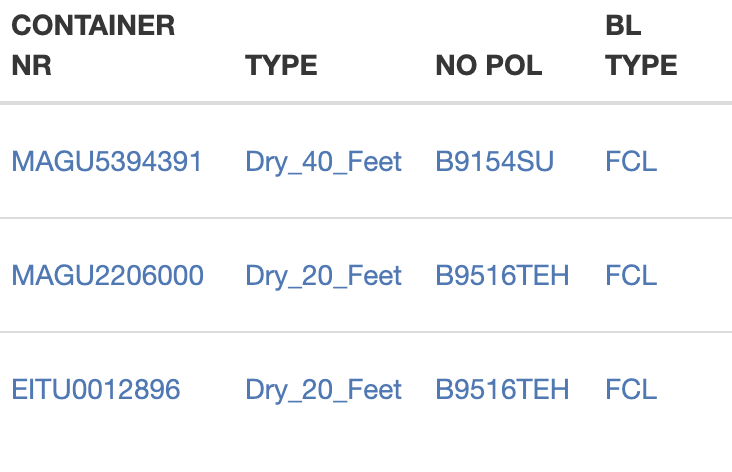 CONTAINER NR TYPE NO POL BL TYPE
MAGU5394391 Dry_40_Feet B9154SU FCL
MAGU2206000 Dry_20_Feet B9516TEH FCL
EITU0012896 Dry_20_Feet B9516TEH FCL